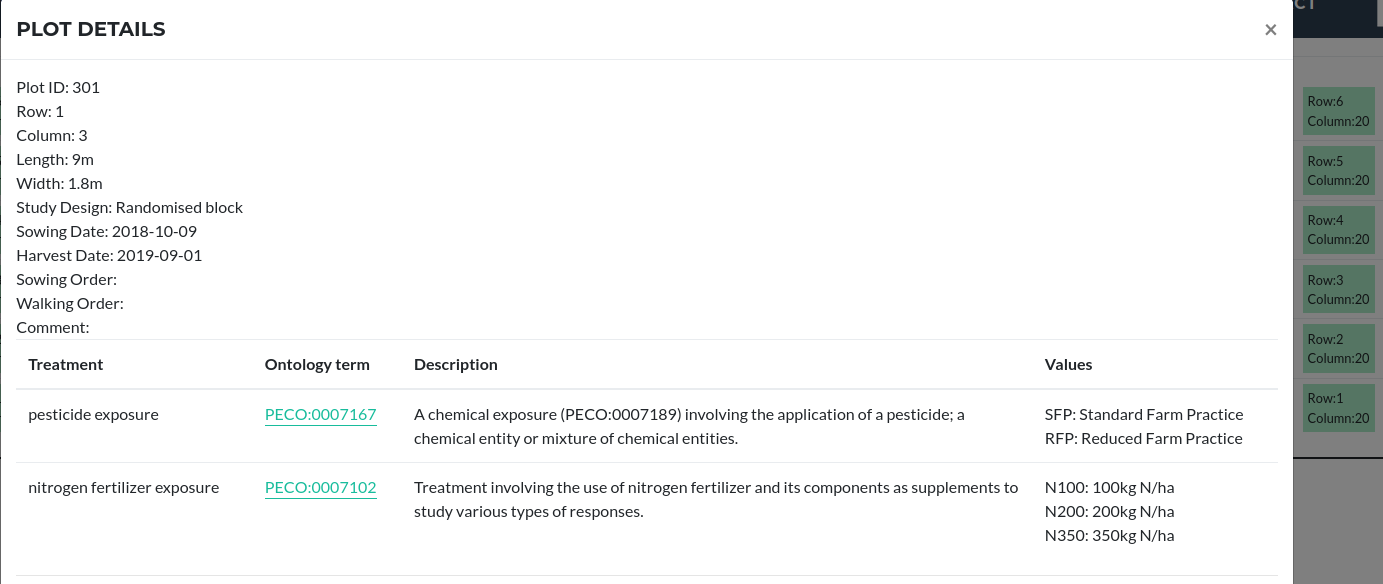 PLOT DETAILS
×
CT
Plot ID: 301
Row: 1
Column: 3
Length: 9m
Width: 1.8m
Study Design: Randomised block
Sowing Date: 2018-10-09
Harvest Date: 2019-09-01
Sowing Order:
Walking Order:
Comment:
Treatment Ontology term Description Values
pesticide exposure PECO:0007167 A chemical exposure (PECO:0007189) involving the application of a pesticide; a
chemical entity or mixture of chemical entities.
SFP: Standard Farm Practice
RFP: Reduced Farm Practice
nitrogen fertilizer exposure PECO:0007102 Treatment involving the use of nitrogen fertilizer and its components as supplements to
study various types of responses.
N100: 100kg N/ha
N200: 200kg N/ha
N350: 350kg N/ha
Row:6
Column:20
Row:5
Column:20
Row:4
Column:20
Row:3
Column:20
Row:2
Column:20
Row:1
Column:20